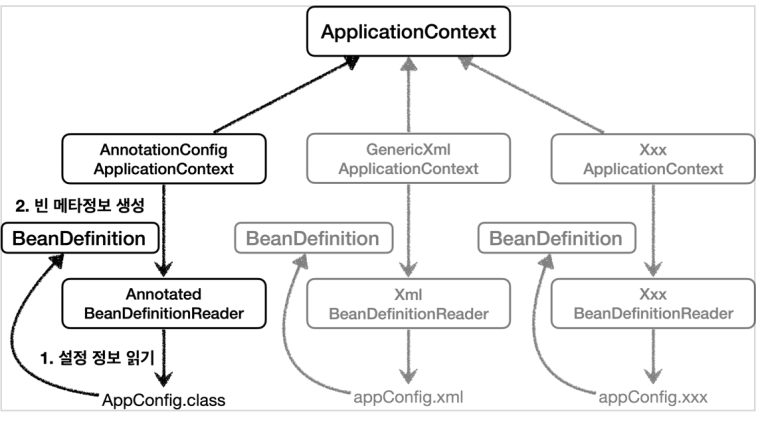 ApplicationContext
AnnotationConfig
ApplicationContext
GenericXml
ApplicationContext
Xxx
ApplicationContext
2. 빈 메타정보 생성
BeanDefinition
BeanDefinition
BeanDefinition
Annotated
BeanDefinitionReader
Xml
BeanDefinitionReader
Xxx
BeanDefinitionReader
1. 설정 정보 읽기
AppConfig.class
appConfig.xml
appConfig.xxx